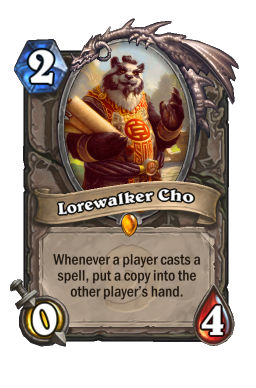 2
Lorewalker Cho
Whenever a player casts a
spell, put a copy into the
other player's hand.
0
4